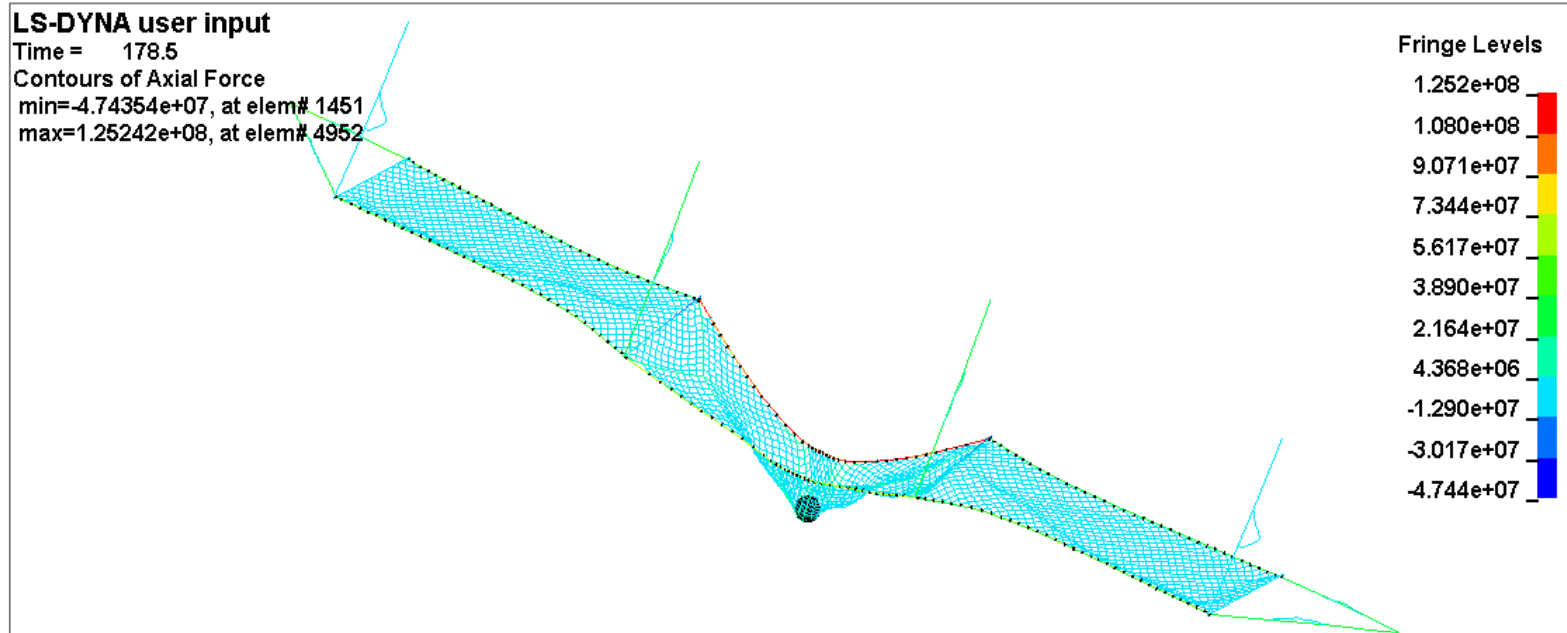 LS-DYNA user input
Time =     178.5
Contours of Axial Force
min=-4.74354e+07, at elem# 1451
max=1.25242e+08, at elem# 4952
Fringe Levels
1.252e+08
1.080e+08
9.071e+07
7.344e+07
5.617e+07
3.890e+07
2.164e+07
4.368e+06
-1.290e+07
-3.017e+07
-4.744e+07